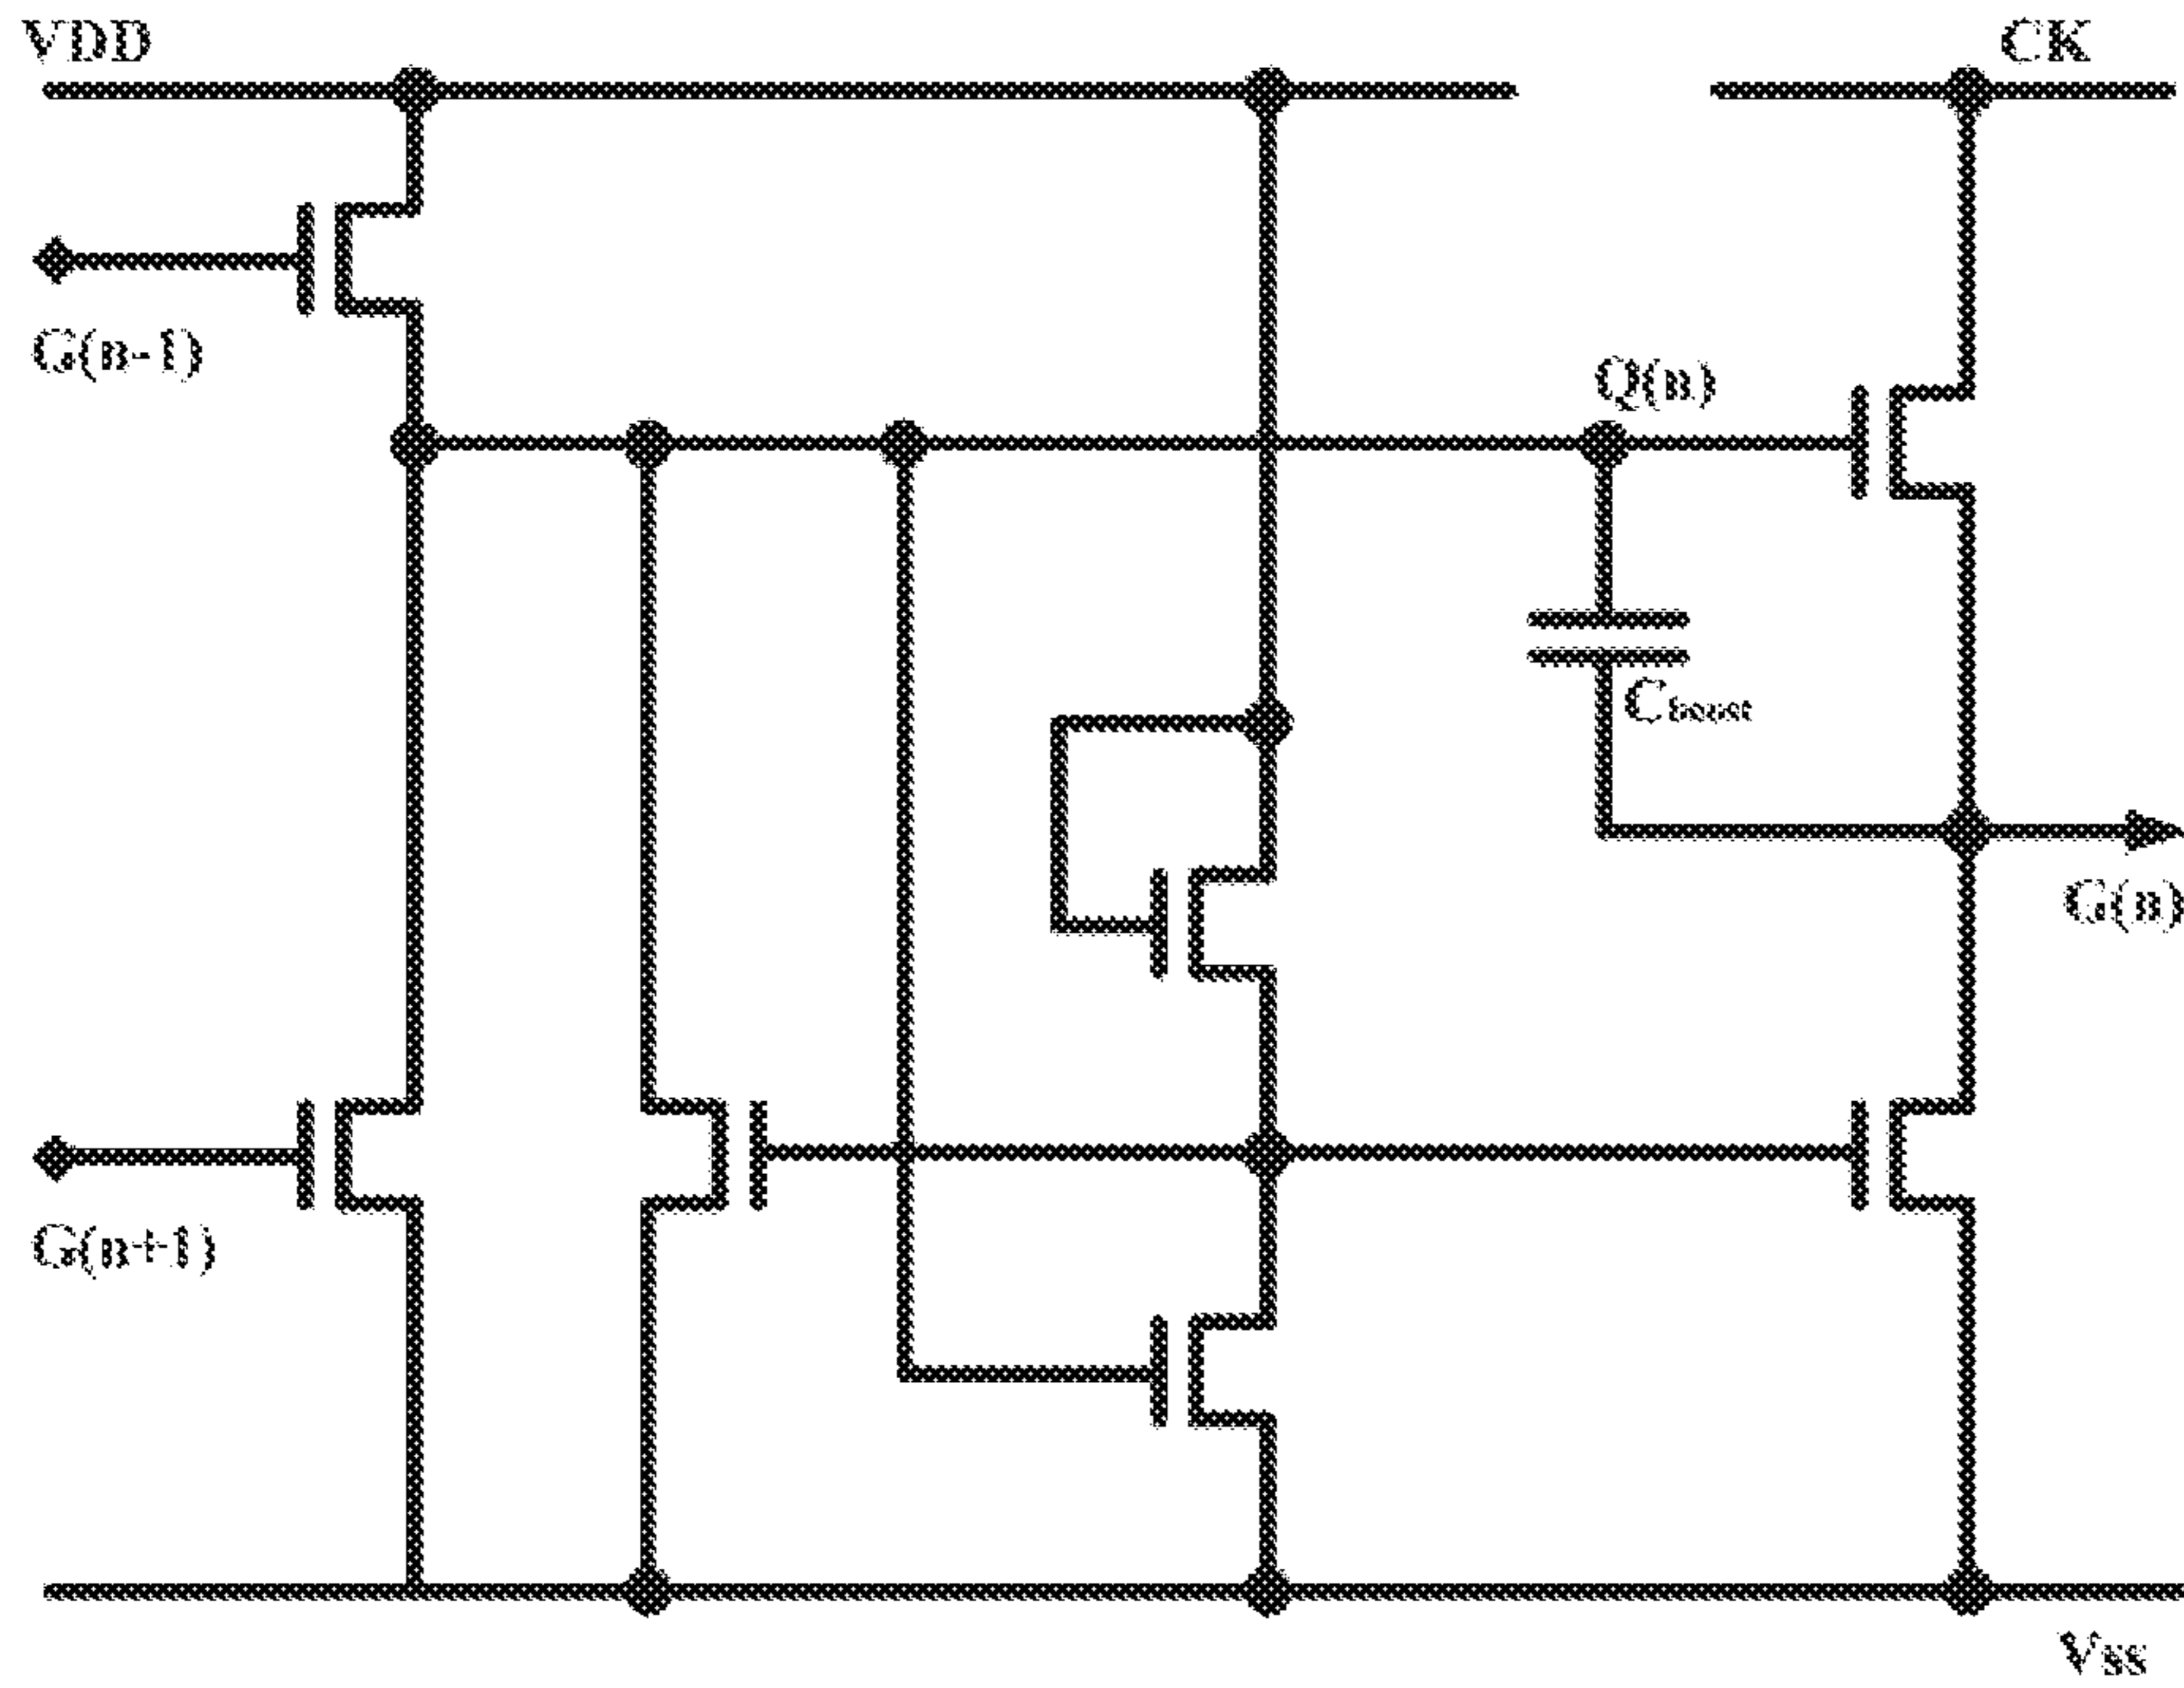 VDD
CK
G(n-1)
Q(n)
Cboost
G(n)
G(n+1)
Vss